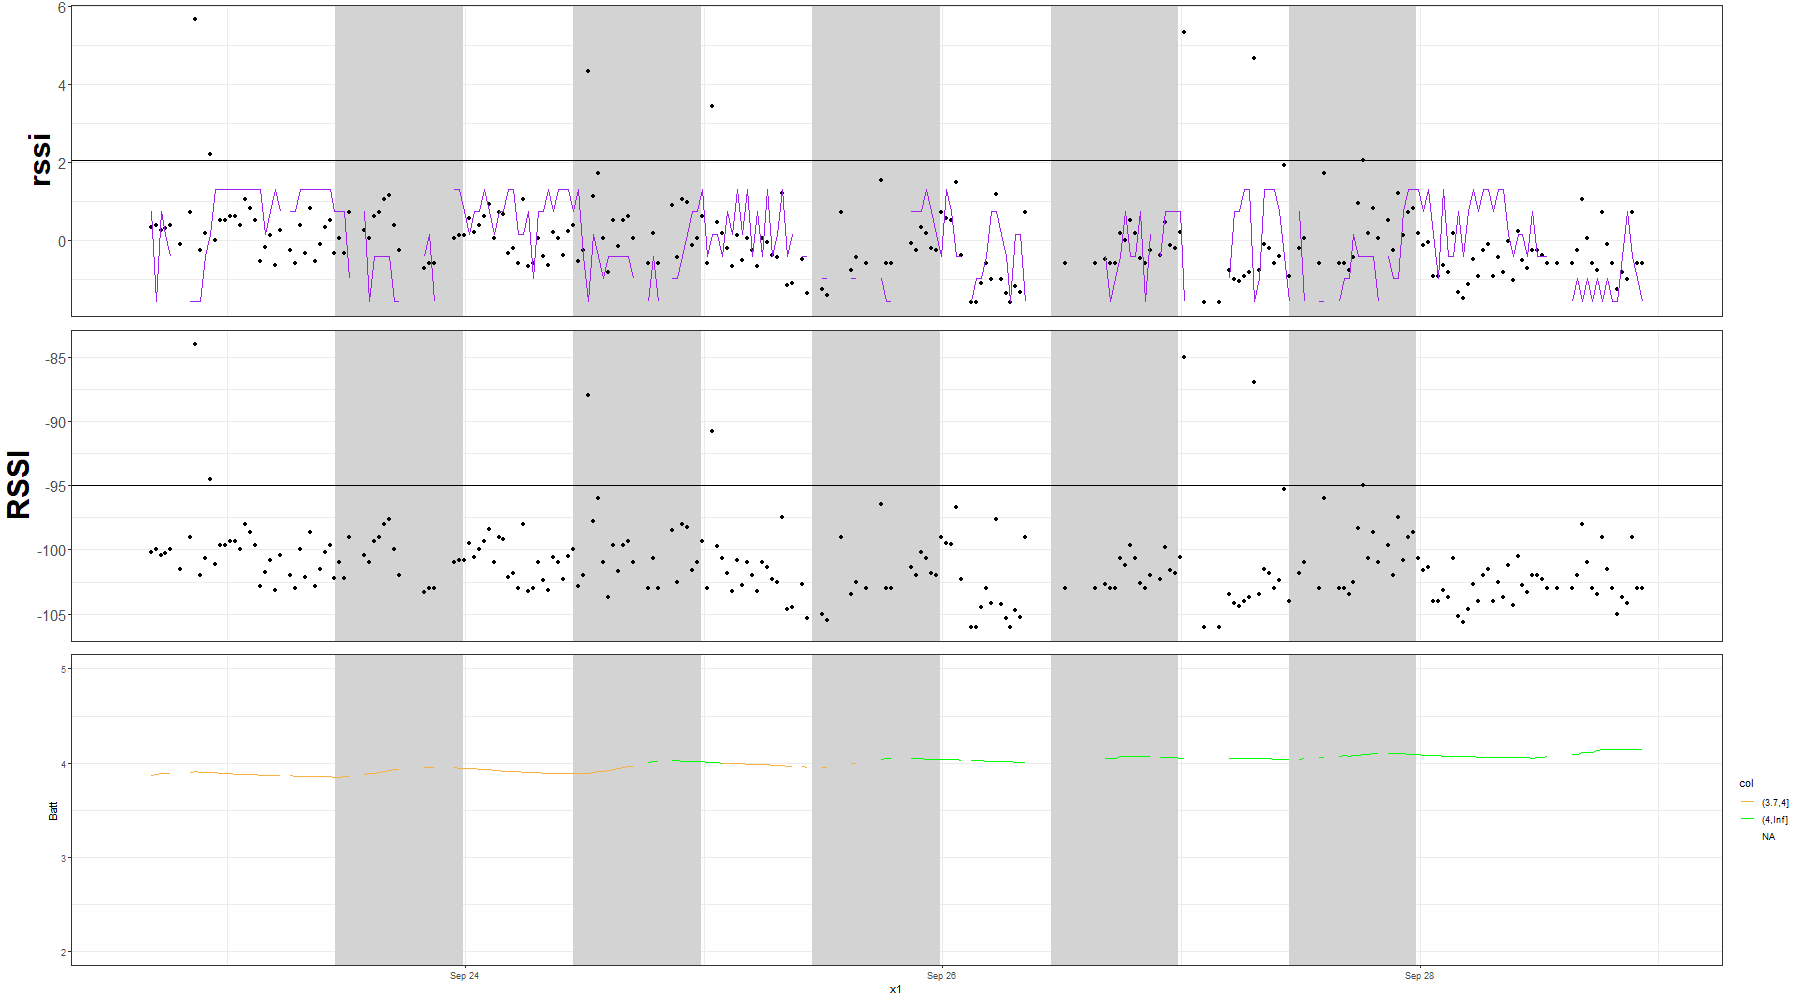 6
4
2
0
rssi
-85
-90
-95
-100
-105
RSSI
5
4
3
2
Batt
Sep 24
Sep 26
Sep 28
x1
col
(3.7,4]
(4,Inf]
NA